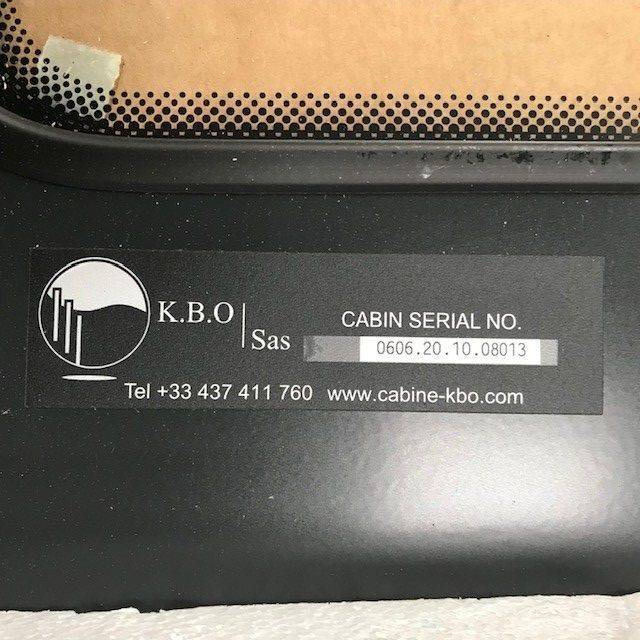 K.B.O
Sas
CABIN SERIAL NO.
0606.20.10.08013
Tel +33 437 411 760 www.cabine-kbo.com